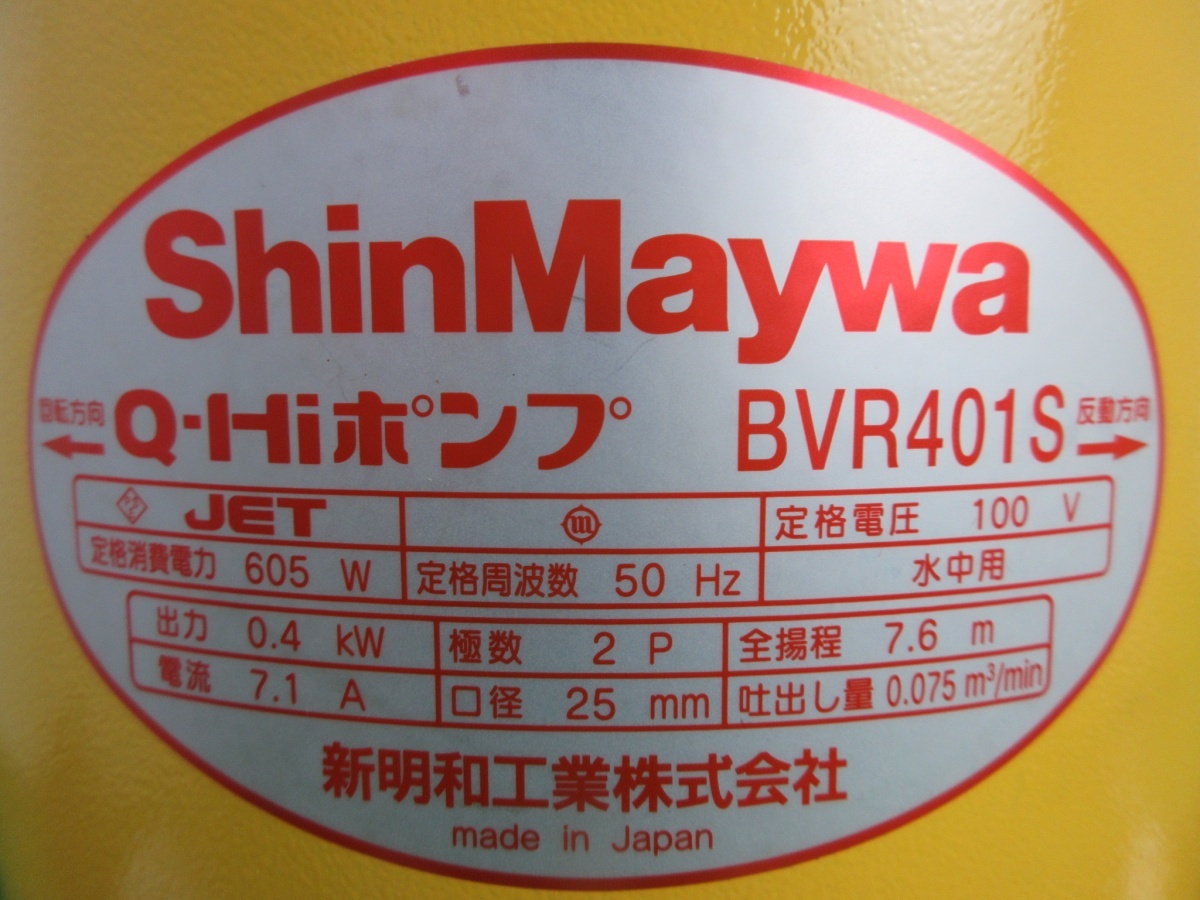 ShinMaywa
回転方向 Q-Hiポンプ BVR401S 反動方向
PS JET 定格電圧 100 V
定格消費電力 605 W 定格周波数 50 Hz 水中用
出力 0.4 kW 極数 2 P 全揚程 7.6 m
電流 7.1 A 口径 25 mm 吐出し量 0.075 m³/min
新明和工業株式会社
made in Japan